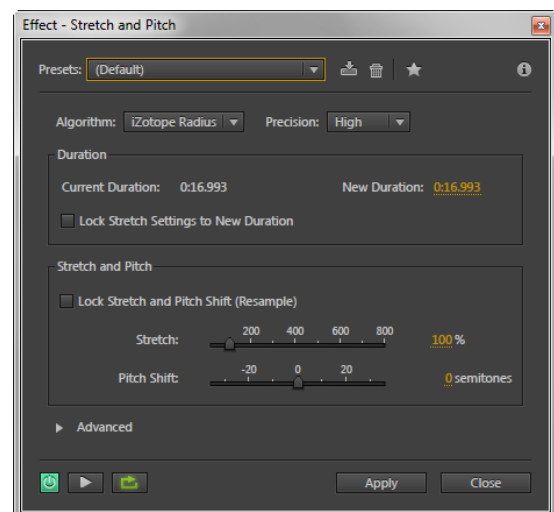 Effect - Stretch and Pitch
Presets: (Default)
Algorithm: iZotope Radius Precision: High
Duration
Current Duration: 0:16.993 New Duration: 0:16.993
Lock Stretch Settings to New Duration
Stretch and Pitch
Lock Stretch and Pitch Shift (Resample)
200 400 600 800
Stretch: 100 %
-20 0 20
Pitch Shift: 0 semitones
Advanced
Apply Close